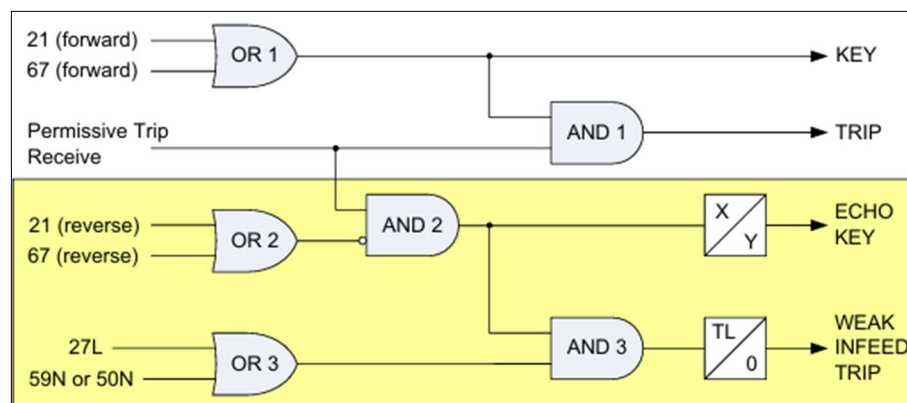 21 (forward)
67 (forward)
OR 1
KEY
AND 1
TRIP
Permissive Trip
Receive
21 (reverse)
67 (reverse)
OR 2
AND 2
X
Y
ECHO
KEY
27L
59N or 50N
OR 3
AND 3
TL
0
WEAK
INFEED
TRIP